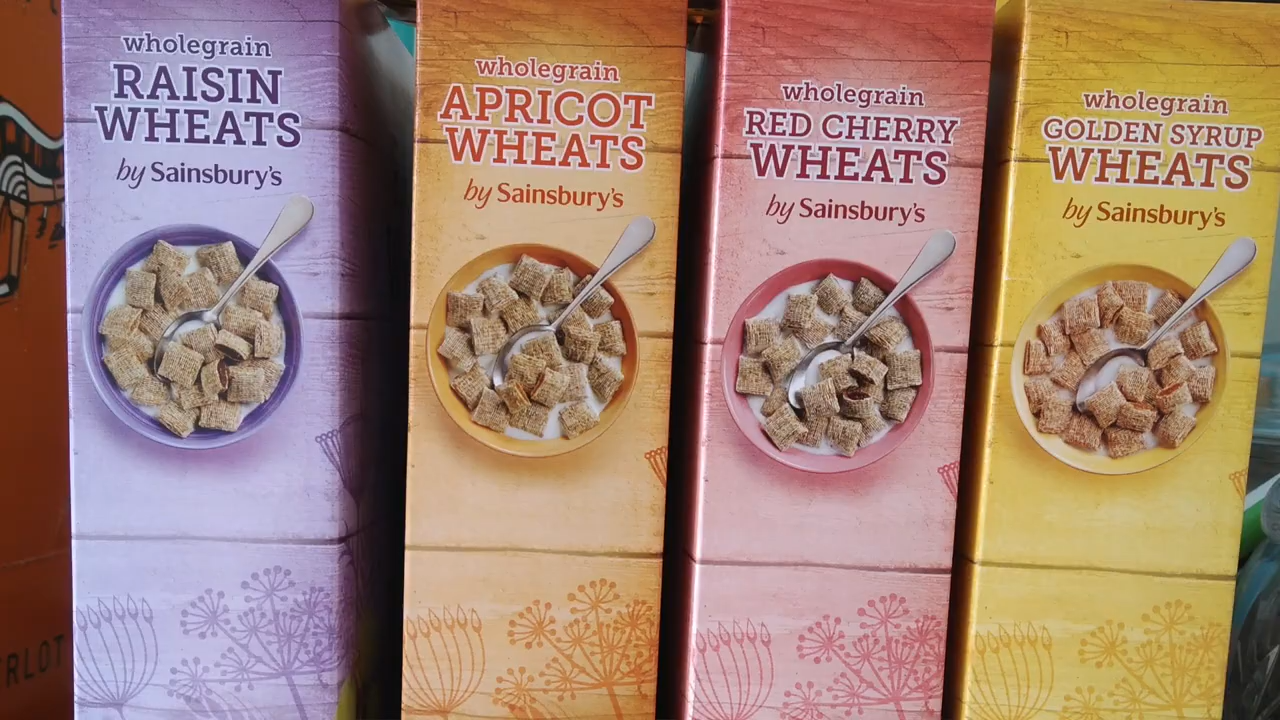 wholegrain
RAISIN
WHEATS
by Sainsbury's
wholegrain
APRICOT
WHEATS
by Sainsbury's
wholegrain
RED CHERRY
WHEATS
by Sainsbury's
wholegrain
GOLDEN SYRUP
WHEATS
by Sainsbury's
RLOT